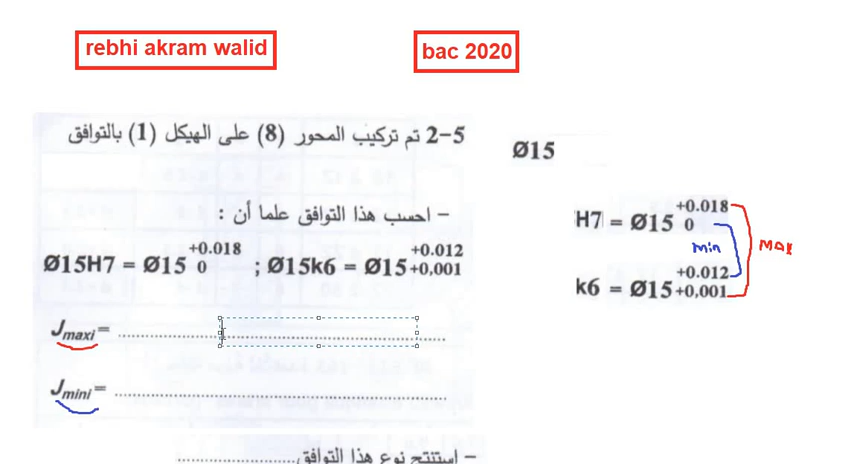 rebhi akram walid
bac 2020
2-5 تم تركيب المحور (8) على الهيكل (1) بالتوافق
– احسب هذا التوافق علما أن :
Ø15H7 = Ø15 +0.018 0 ; Ø15k6 = Ø15 +0.012 +0,001
Jmaxi= ........................................
Jmini= ........................................
– استنتج نوع هذا التوافق........................
Ø15
H7 = Ø15 +0.018 0
min
MAX
k6 = Ø15 +0.012 +0,001